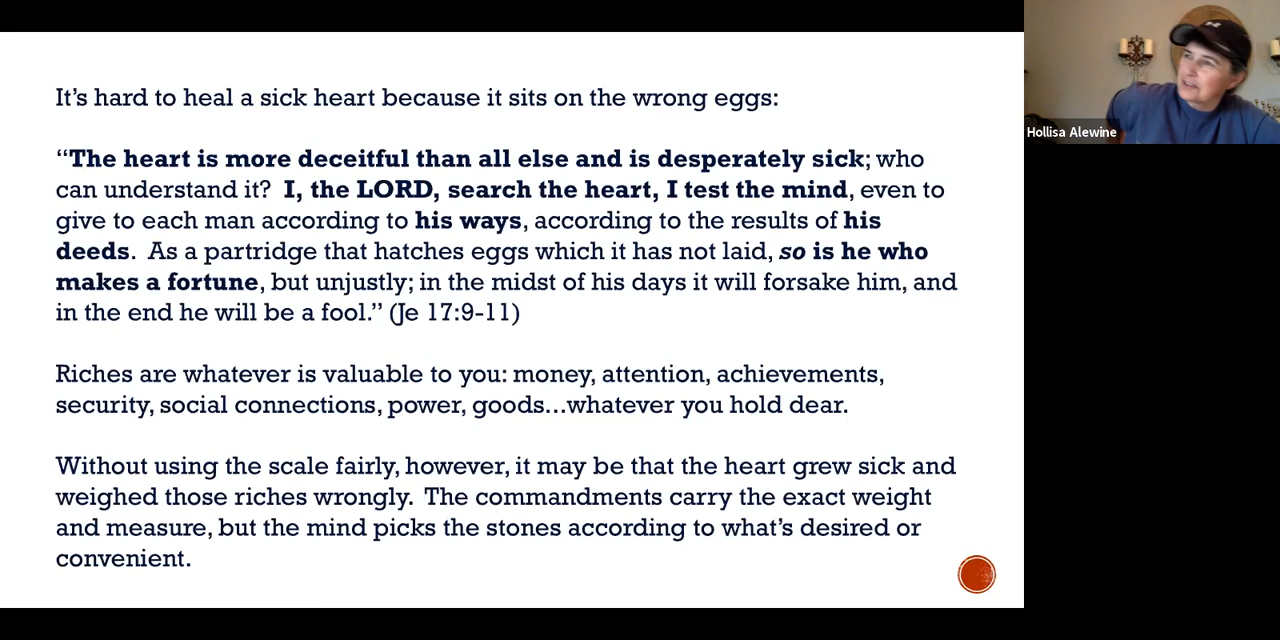 It's hard to heal a sick heart because it sits on the wrong eggs:
"The heart is more deceitful than all else and is desperately sick; who
can understand it?  I, the LORD, search the heart, I test the mind, even to
give to each man according to his ways, according to the results of his
deeds.  As a partridge that hatches eggs which it has not laid, so is he who
makes a fortune, but unjustly; in the midst of his days it will forsake him, and
in the end he will be a fool." (Je 17:9-11)
Riches are whatever is valuable to you: money, attention, achievements,
security, social connections, power, goods...whatever you hold dear.
Without using the scale fairly, however, it may be that the heart grew sick and
weighed those riches wrongly.  The commandments carry the exact weight
and measure, but the mind picks the stones according to what's desired or
convenient.
Hollisa Alewine